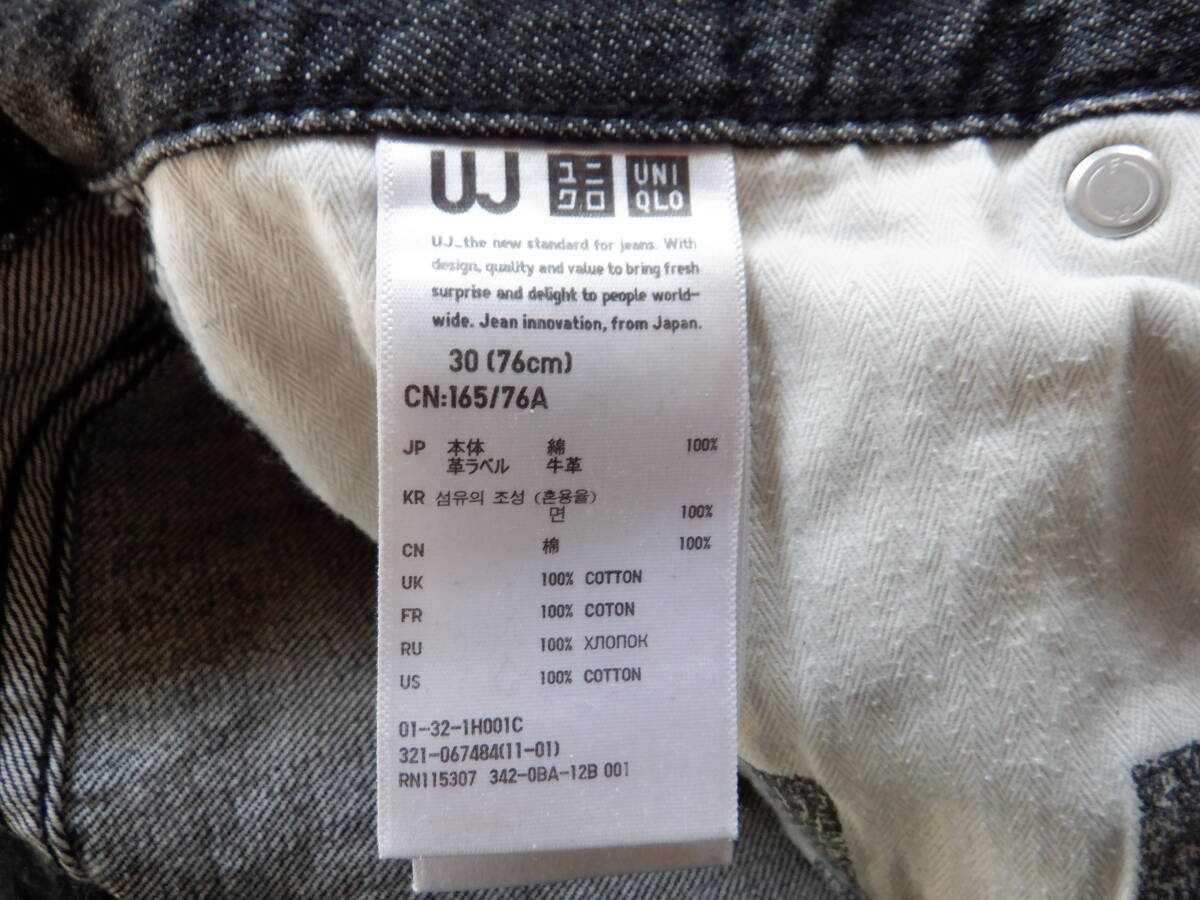 UJ ユニクロ UNIQLO
UJ_the new standard for jeans. With
design, quality and value to bring fresh
surprise and delight to people world-
wide. Jean innovation, from Japan.
30 (76cm)
CN:165/76A
JP 本体 綿 100%
革ラベル 牛革
KR 섬유의 조성 (혼용율)
면 100%
CN 棉 100%
UK 100% COTTON
FR 100% COTON
RU 100% ХЛОПОК
US 100% COTTON
01-32-1H001C
321-067484(11-01)
RN115307 342-0BA-12B 001